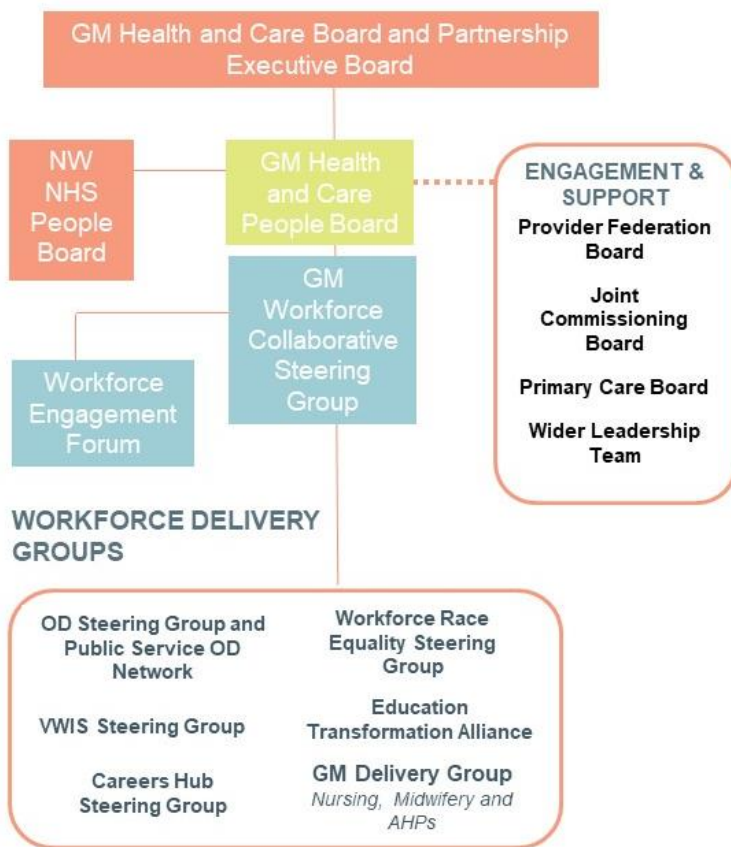 GM Health and Care Board and Partnership
Executive Board
NW
NHS
People
Board
GM Health
and Care
People Board
ENGAGEMENT &
SUPPORT
Provider Federation
Board
Joint
Commissioning
Board
Primary Care Board
Wider Leadership
Team
GM
Workforce
Collaborative
Steering
Group
Workforce
Engagement
Forum
WORKFORCE DELIVERY
GROUPS
OD Steering Group and
Public Service OD
Network
VWIS Steering Group
Careers Hub
Steering Group
Workforce Race
Equality Steering
Group
Education
Transformation Alliance
GM Delivery Group
Nursing, Midwifery and
AHPs